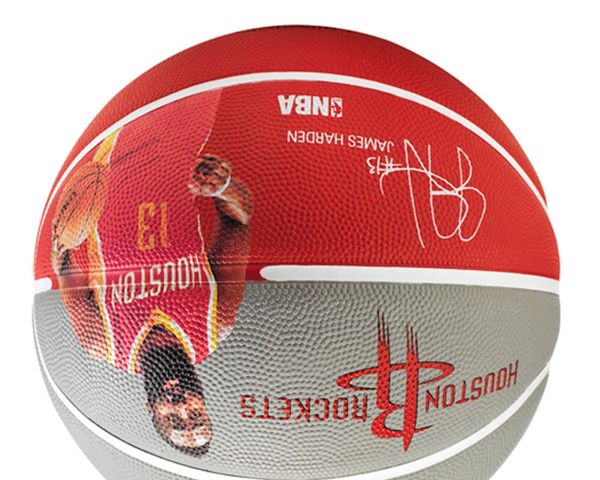 HOUSTON ROCKETS
HOUSTON
13
#13
JAMES HARDEN
NBA